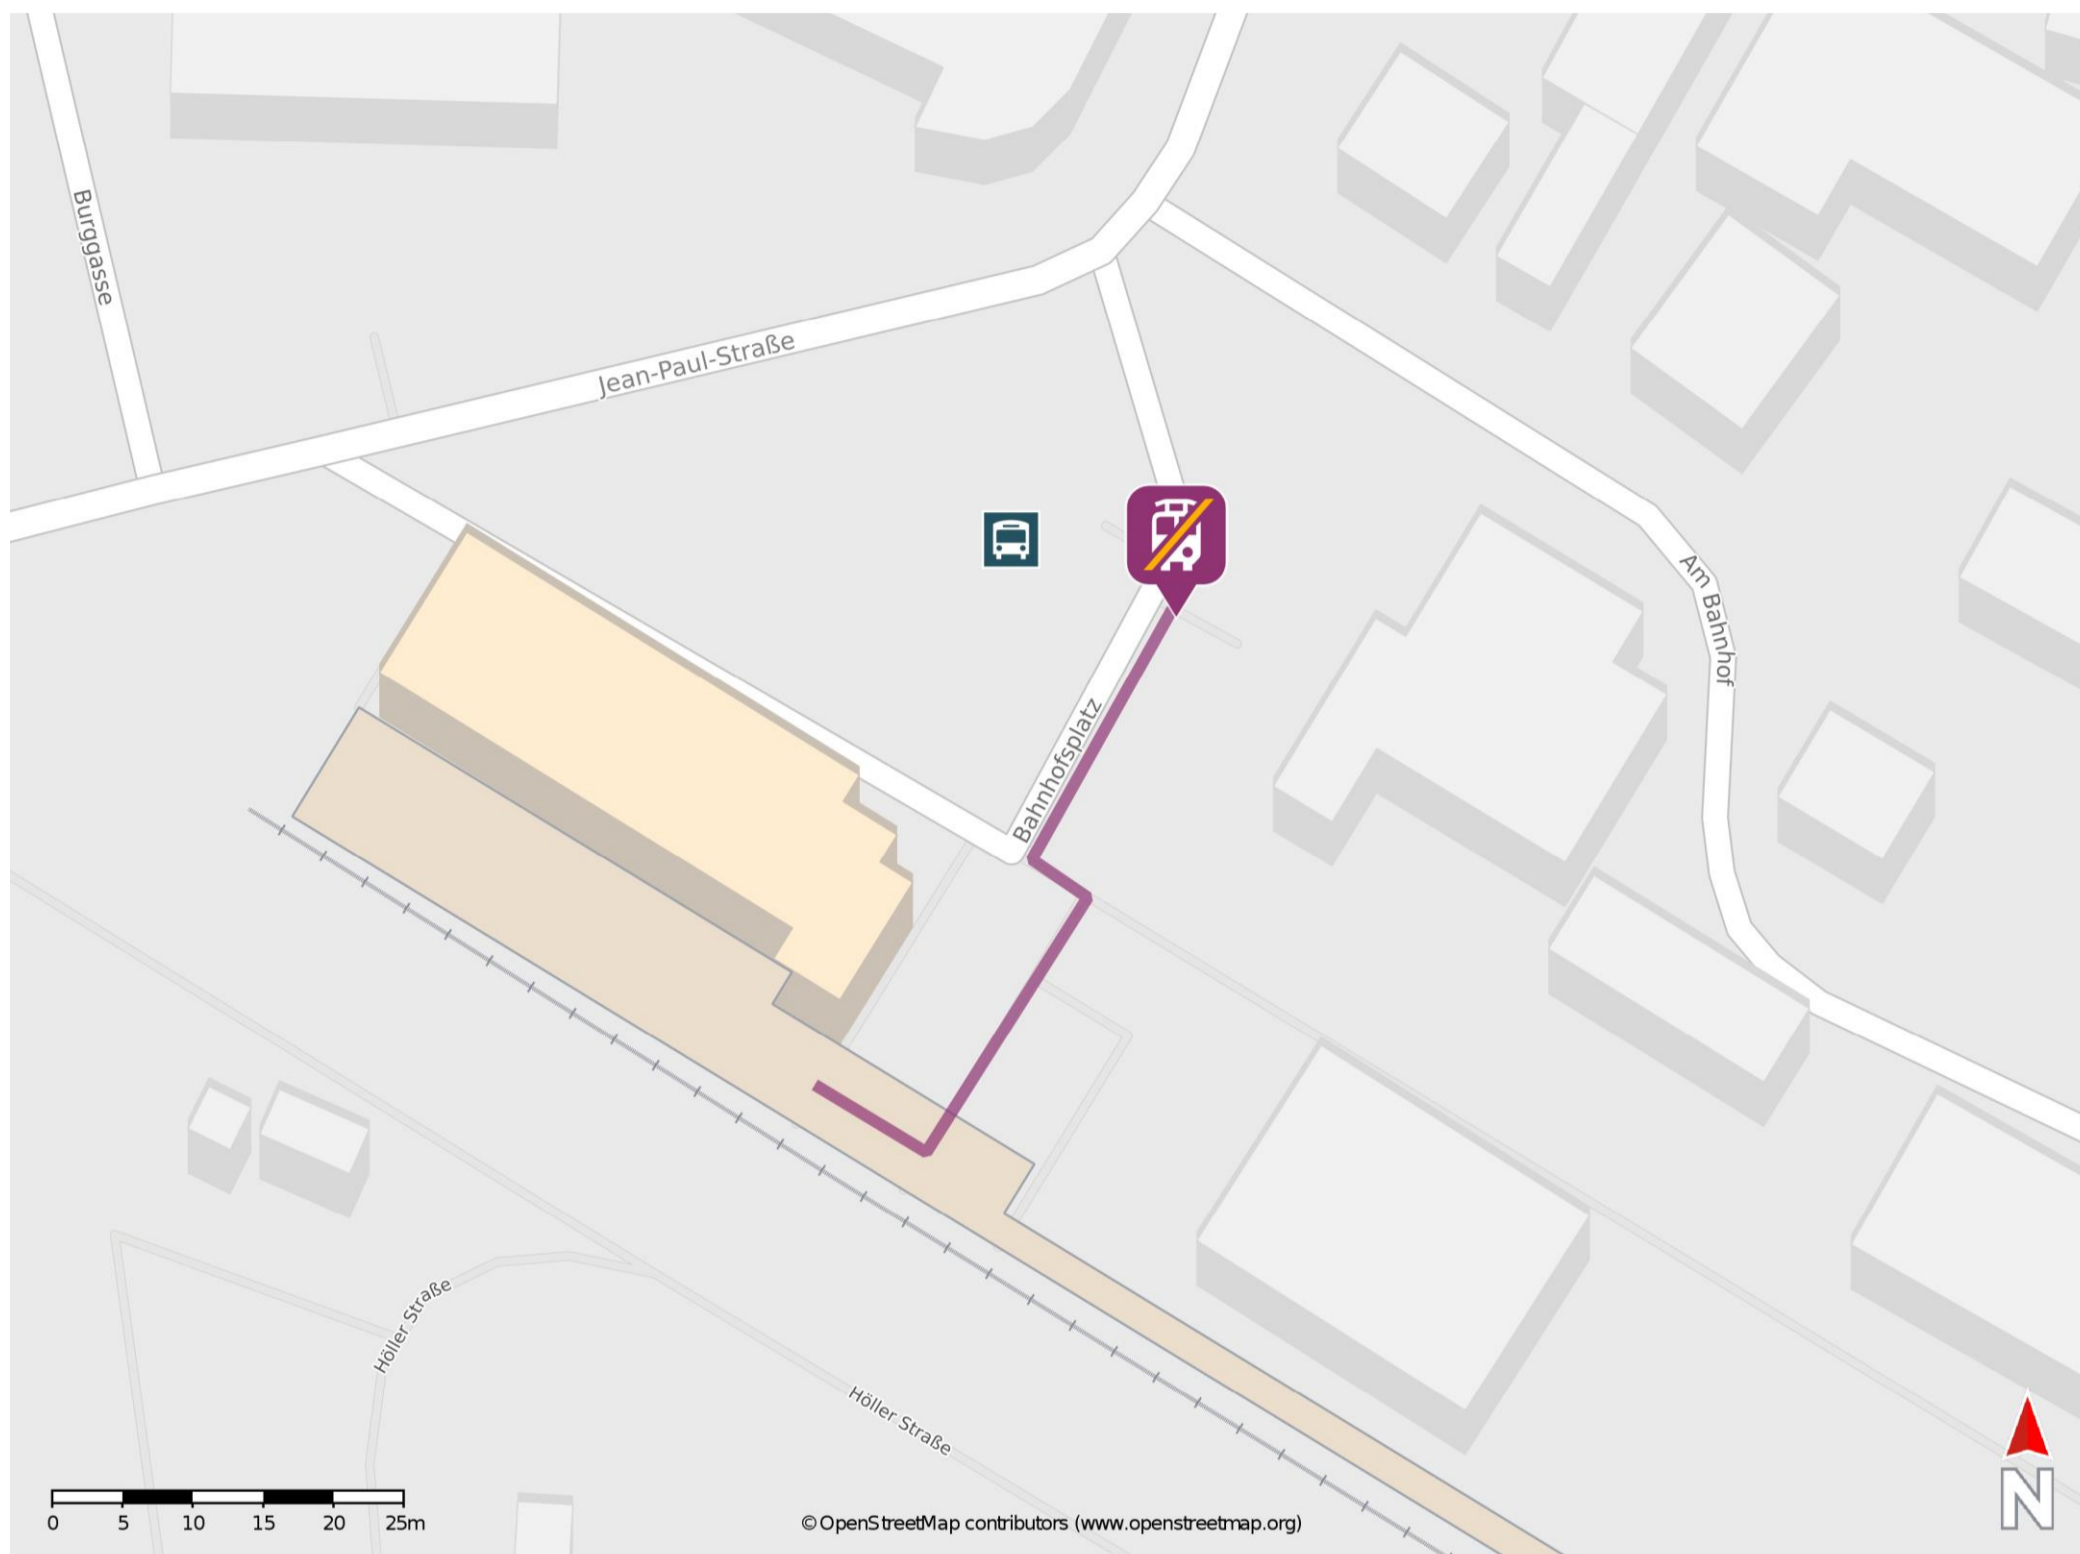 Burggasse
Jean-Paul-Straße
Am Bahnhof
Bahnhofsplatz
Höller Straße
Höller Straße
N
0 5 10 15 20 25m
© OpenStreetMap contributors (www.openstreetmap.org)